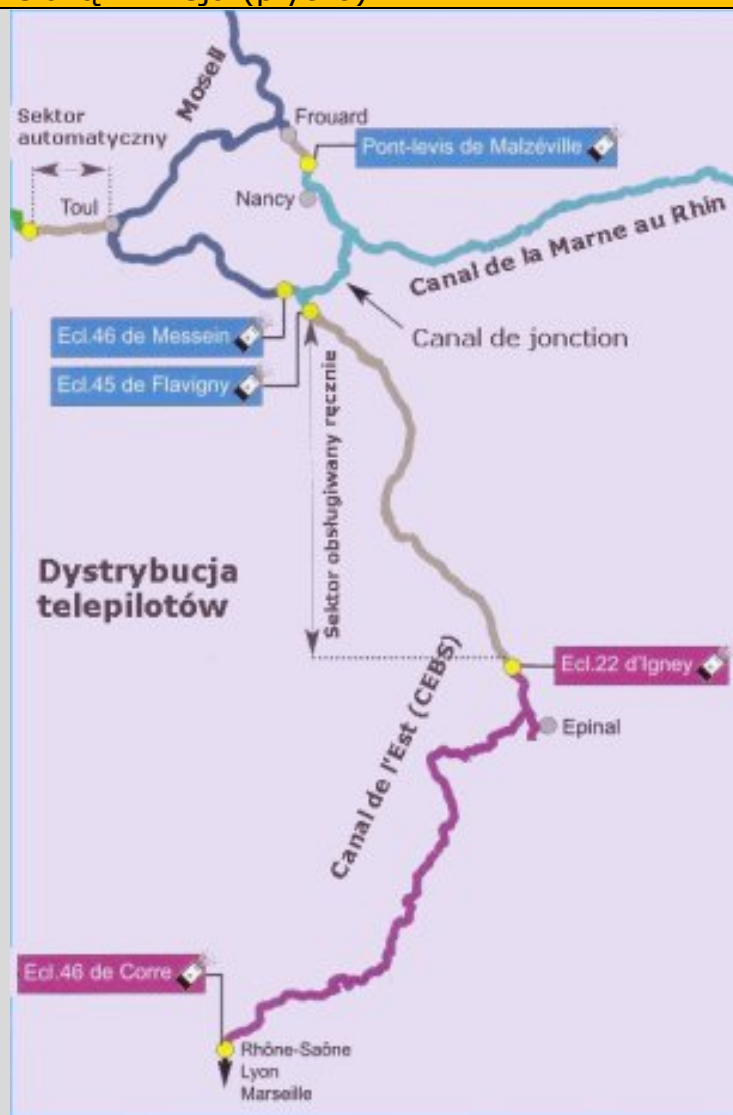 Mosell
Sektor
automatyczny
Frouard
Pont-levis de Malzéville
Toul
Nancy
Canal de la Marne au Rhin
Ecl.46 de Messein
Canal de jonction
Ecl.45 de Flavigny
Sektor obsługiwany ręcznie
Dystrybucja
telepilotów
Ecl.22 d'Igney
Epinal
Canal de l'Est (CEBS)
Ecl.46 de Corre
Rhône-Saône
Lyon
Marseille